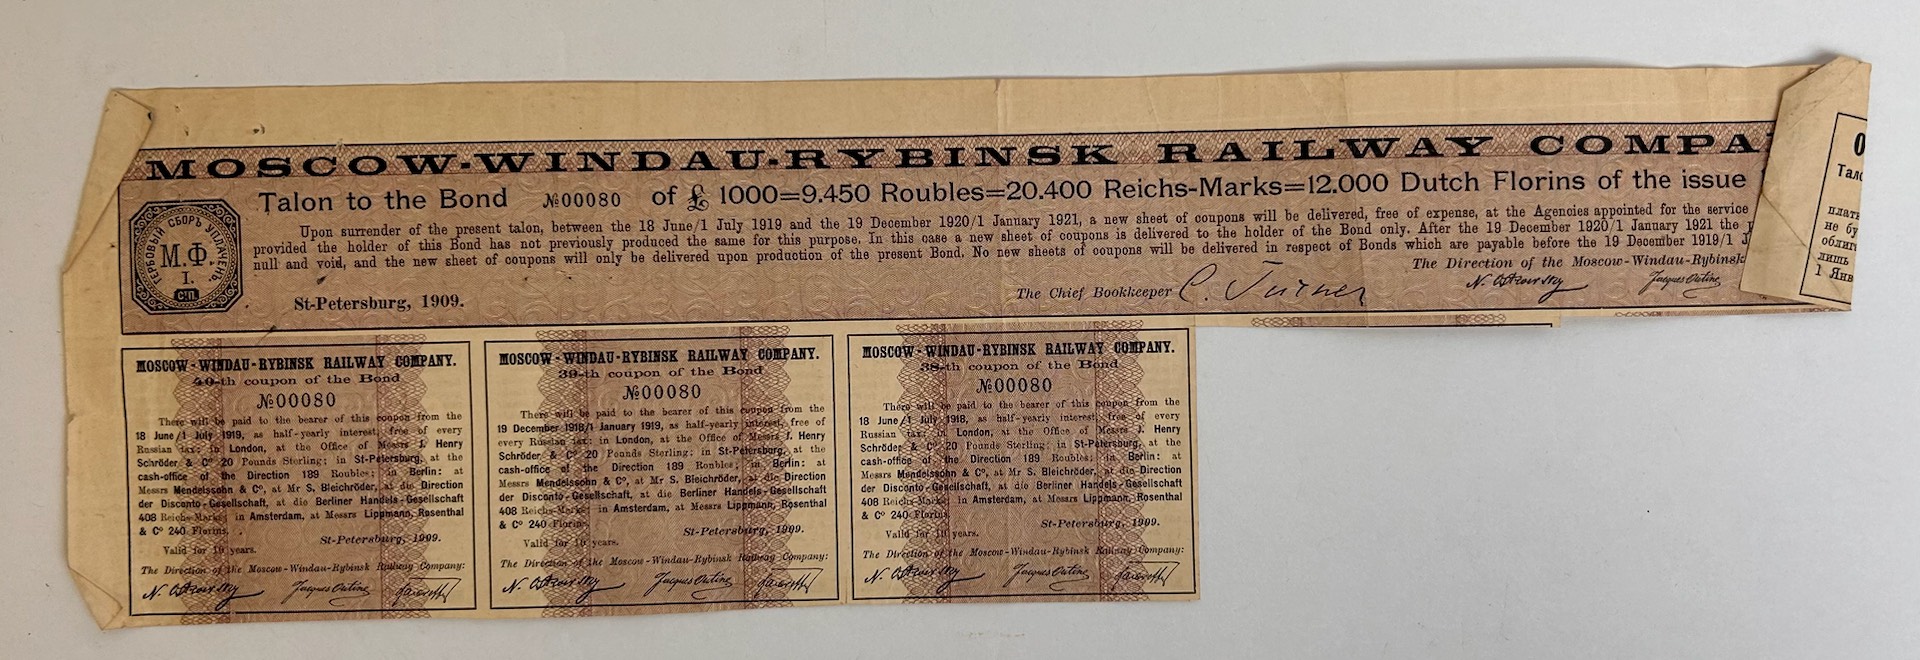 MOSCOW-WINDAU-RYBINSK RAILWAY COMPA
Talon to the Bond №00080 of £ 1000=9.450 Roubles=20.400 Reichs-Marks=12.000 Dutch Florins of the issue
Upon surrender of the present talon, between the 18 June/1 July 1919 and the 19 December 1920/1 January 1921, a new sheet of coupons will be delivered, free of expense, at the Agencies appointed for the service
provided the holder of this Bond has not previously produced the same for this purpose. In this case a new sheet of coupons is delivered to the holder of the Bond only. After the 19 December 1920/1 January 1921 the
null and void, and the new sheet of coupons will only be delivered upon production of the present Bond. No new sheets of coupons will be delivered in respect of Bonds which are payable before the 19 December 1919/1 J
The Direction of the Moscow-Windau-Rybinsk
St-Petersburg, 1909.
The Chief Bookkeeper C. Turner
ГЕРБОВЫЙ СБОРЪ УПЛАЧЕНЪ.
М.Ф.
I.
С.П.
О
Тало
плать
не бу
облиг
лишь
1 Янв
MOSCOW-WINDAU-RYBINSK RAILWAY COMPANY.
40-th coupon of the Bond
№00080
There will be paid to the bearer of this coupon from the
18 June/1 July 1919, as half-yearly interest, free of every
Russian tax: in London, at the Office of Messrs J. Henry
Schröder & Cº 20 Pounds Sterling; in St-Petersburg, at the
cash-office of the Direction 189 Roubles; in Berlin: at
Messrs Mendelssohn & Cº, at Mr S. Bleichröder, at die Direction
der Disconto-Gesellschaft, at die Berliner Handels-Gesellschaft
408 Reichs-Marks; in Amsterdam, at Messrs Lippmann, Rosenthal
& Cº 240 Florins.
St-Petersburg, 1909.
Valid for 10 years.
The Direction of the Moscow-Windau-Rybinsk Railway Company:
MOSCOW-WINDAU-RYBINSK RAILWAY COMPANY.
39-th coupon of the Bond
№00080
There will be paid to the bearer of this coupon from the
19 December 1918/1 January 1919, as half-yearly interest, free of
every Russian tax: in London, at the Office of Messrs J. Henry
Schröder & Cº 20 Pounds Sterling; in St-Petersburg, at the
cash-office of the Direction 189 Roubles; in Berlin: at
Messrs Mendelssohn & Cº, at Mr S. Bleichröder, at die Direction
der Disconto-Gesellschaft, at die Berliner Handels-Gesellschaft
408 Reichs-Marks; in Amsterdam, at Messrs Lippmann, Rosenthal
& Cº 240 Florins.
St-Petersburg, 1909.
Valid for 10 years.
The Direction of the Moscow-Windau-Rybinsk Railway Company:
MOSCOW-WINDAU-RYBINSK RAILWAY COMPANY.
38-th coupon of the Bond
№00080
There will be paid to the bearer of this coupon from the
18 June/1 July 1918, as half-yearly interest, free of every
Russian tax: in London, at the Office of Messrs J. Henry
Schröder & Cº 20 Pounds Sterling; in St-Petersburg, at the
cash-office of the Direction 189 Roubles; in Berlin: at
Messrs Mendelssohn & Cº, at Mr S. Bleichröder, at die Direction
der Disconto-Gesellschaft, at die Berliner Handels-Gesellschaft
408 Reichs-Marks; in Amsterdam, at Messrs Lippmann, Rosenthal
& Cº 240 Florins.
St-Petersburg, 1909.
Valid for 10 years.
The Direction of the Moscow-Windau-Rybinsk Railway Company: